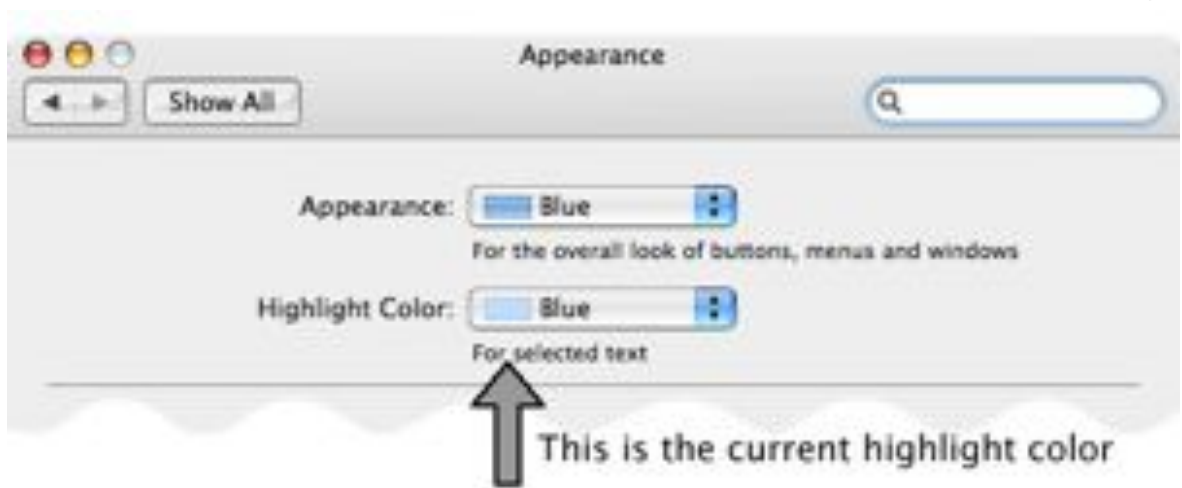 Appearance
Show All
Appearance: Blue
For the overall look of buttons, menus and windows
Highlight Color: Blue
For selected text
This is the current highlight color